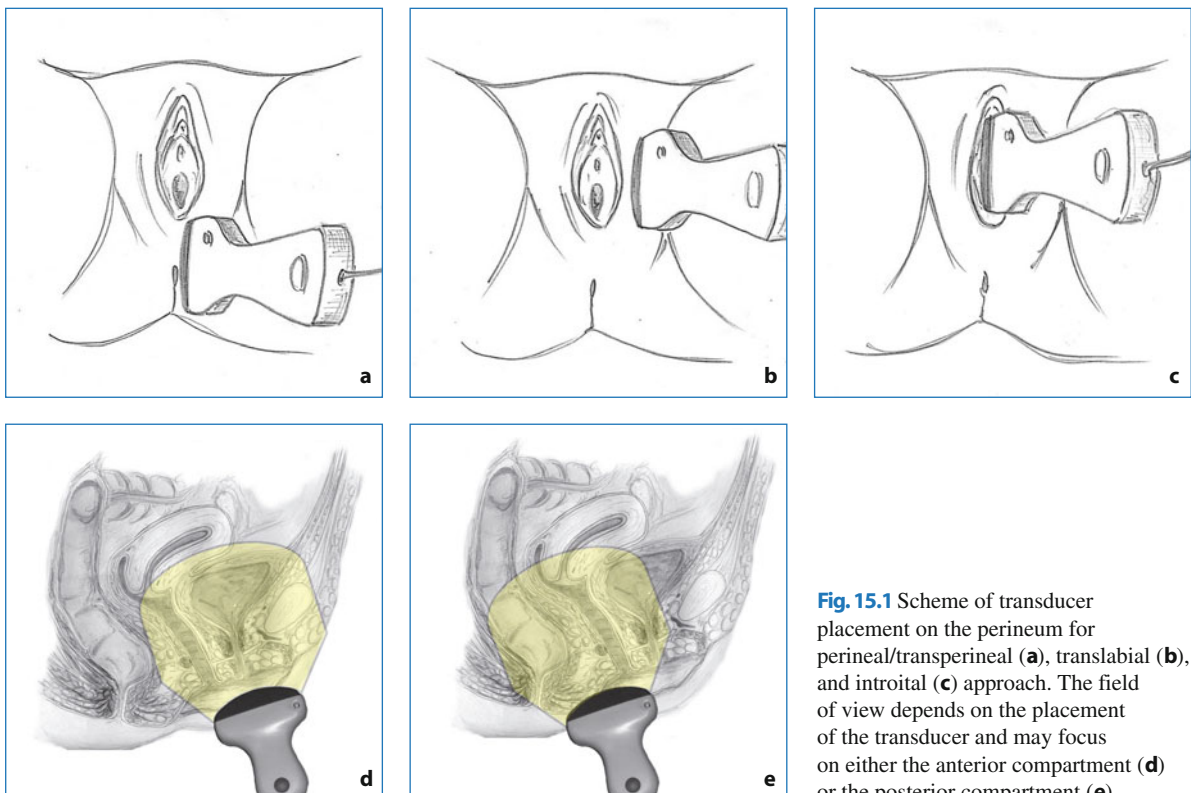 a
b
c
d
e
Fig. 15.1 Scheme of transducer
placement on the perineum for
perineal/transperineal (a), translabial (b),
and introital (c) approach. The field
of view depends on the placement
of the transducer and may focus
on either the anterior compartment (d)
or the posterior compartment (e)